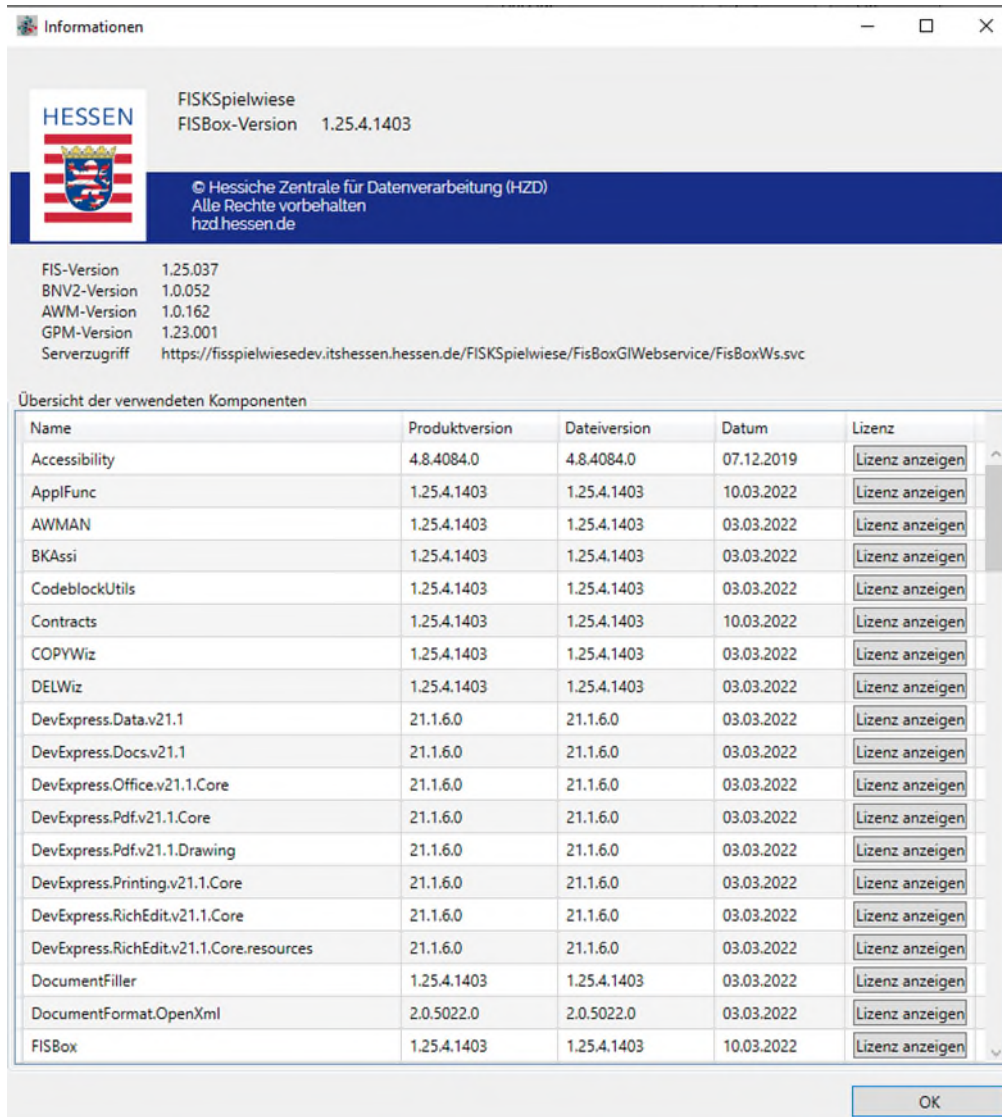 Informationen
HESSEN
FISKSpielwiese
FISBox-Version 1.25.4.1403
© Hessiche Zentrale für Datenverarbeitung (HZD)
Alle Rechte vorbehalten
hzd.hessen.de
FIS-Version 1.25.037
BNV2-Version 1.0.052
AWM-Version 1.0.162
GPM-Version 1.23.001
Serverzugriff https://fisspielwiesedev.itshessen.hessen.de/FISKSpielwiese/FisBoxGlWebservice/FisBoxWs.svc
Übersicht der verwendeten Komponenten
Name Produktversion Dateiversion Datum Lizenz
Accessibility 4.8.4084.0 4.8.4084.0 07.12.2019 Lizenz anzeigen
ApplFunc 1.25.4.1403 1.25.4.1403 10.03.2022 Lizenz anzeigen
AWMAN 1.25.4.1403 1.25.4.1403 03.03.2022 Lizenz anzeigen
BKAssi 1.25.4.1403 1.25.4.1403 03.03.2022 Lizenz anzeigen
CodeblockUtils 1.25.4.1403 1.25.4.1403 03.03.2022 Lizenz anzeigen
Contracts 1.25.4.1403 1.25.4.1403 10.03.2022 Lizenz anzeigen
COPYWiz 1.25.4.1403 1.25.4.1403 03.03.2022 Lizenz anzeigen
DELWiz 1.25.4.1403 1.25.4.1403 03.03.2022 Lizenz anzeigen
DevExpress.Data.v21.1 21.1.6.0 21.1.6.0 03.03.2022 Lizenz anzeigen
DevExpress.Docs.v21.1 21.1.6.0 21.1.6.0 03.03.2022 Lizenz anzeigen
DevExpress.Office.v21.1.Core 21.1.6.0 21.1.6.0 03.03.2022 Lizenz anzeigen
DevExpress.Pdf.v21.1.Core 21.1.6.0 21.1.6.0 03.03.2022 Lizenz anzeigen
DevExpress.Pdf.v21.1.Drawing 21.1.6.0 21.1.6.0 03.03.2022 Lizenz anzeigen
DevExpress.Printing.v21.1.Core 21.1.6.0 21.1.6.0 03.03.2022 Lizenz anzeigen
DevExpress.RichEdit.v21.1.Core 21.1.6.0 21.1.6.0 03.03.2022 Lizenz anzeigen
DevExpress.RichEdit.v21.1.Core.resources 21.1.6.0 21.1.6.0 03.03.2022 Lizenz anzeigen
DocumentFiller 1.25.4.1403 1.25.4.1403 03.03.2022 Lizenz anzeigen
DocumentFormat.OpenXml 2.0.5022.0 2.0.5022.0 03.03.2022 Lizenz anzeigen
FISBox 1.25.4.1403 1.25.4.1403 10.03.2022 Lizenz anzeigen
OK